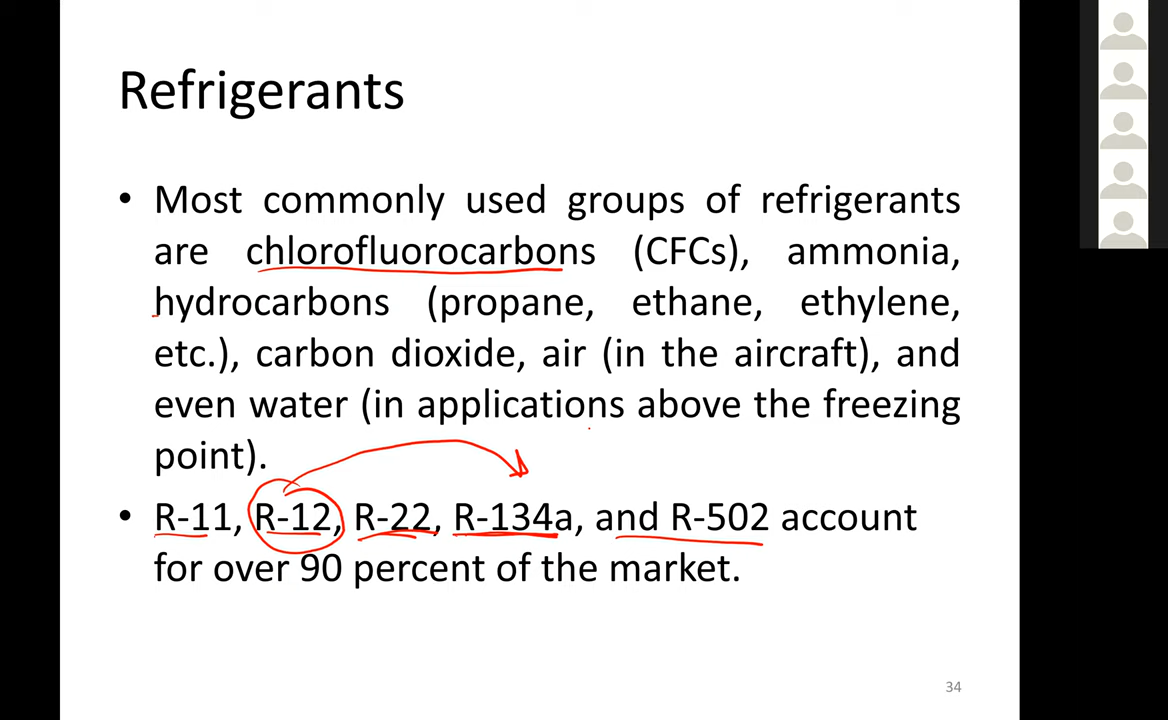 Refrigerants
• Most commonly used groups of refrigerants
are chlorofluorocarbons (CFCs), ammonia,
hydrocarbons (propane, ethane, ethylene,
etc.), carbon dioxide, air (in the aircraft), and
even water (in applications above the freezing
point).
• R-11, R-12, R-22, R-134a, and R-502 account
for over 90 percent of the market.
34